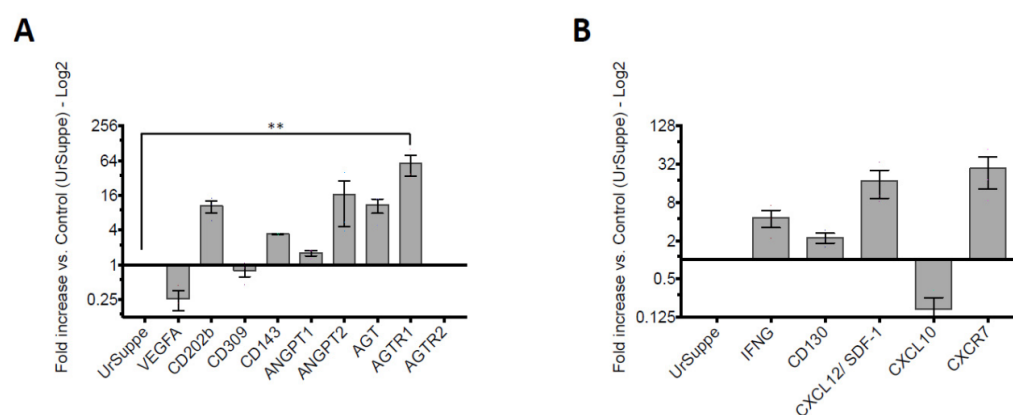 A
Fold increase vs. Control (UrSuppe) - Log2
256
64
16
4
1
0.25
**
UrSuppe
VEGFA
CD202b
CD309
CD143
ANGPT1
ANGPT2
AGT
AGTR1
AGTR2
B
Fold increase vs. Control (UrSuppe) - Log2
128
32
8
2
0.5
0.125
UrSuppe
IFNG
CD130
CXCL12/ SDF-1
CXCL10
CXCR7